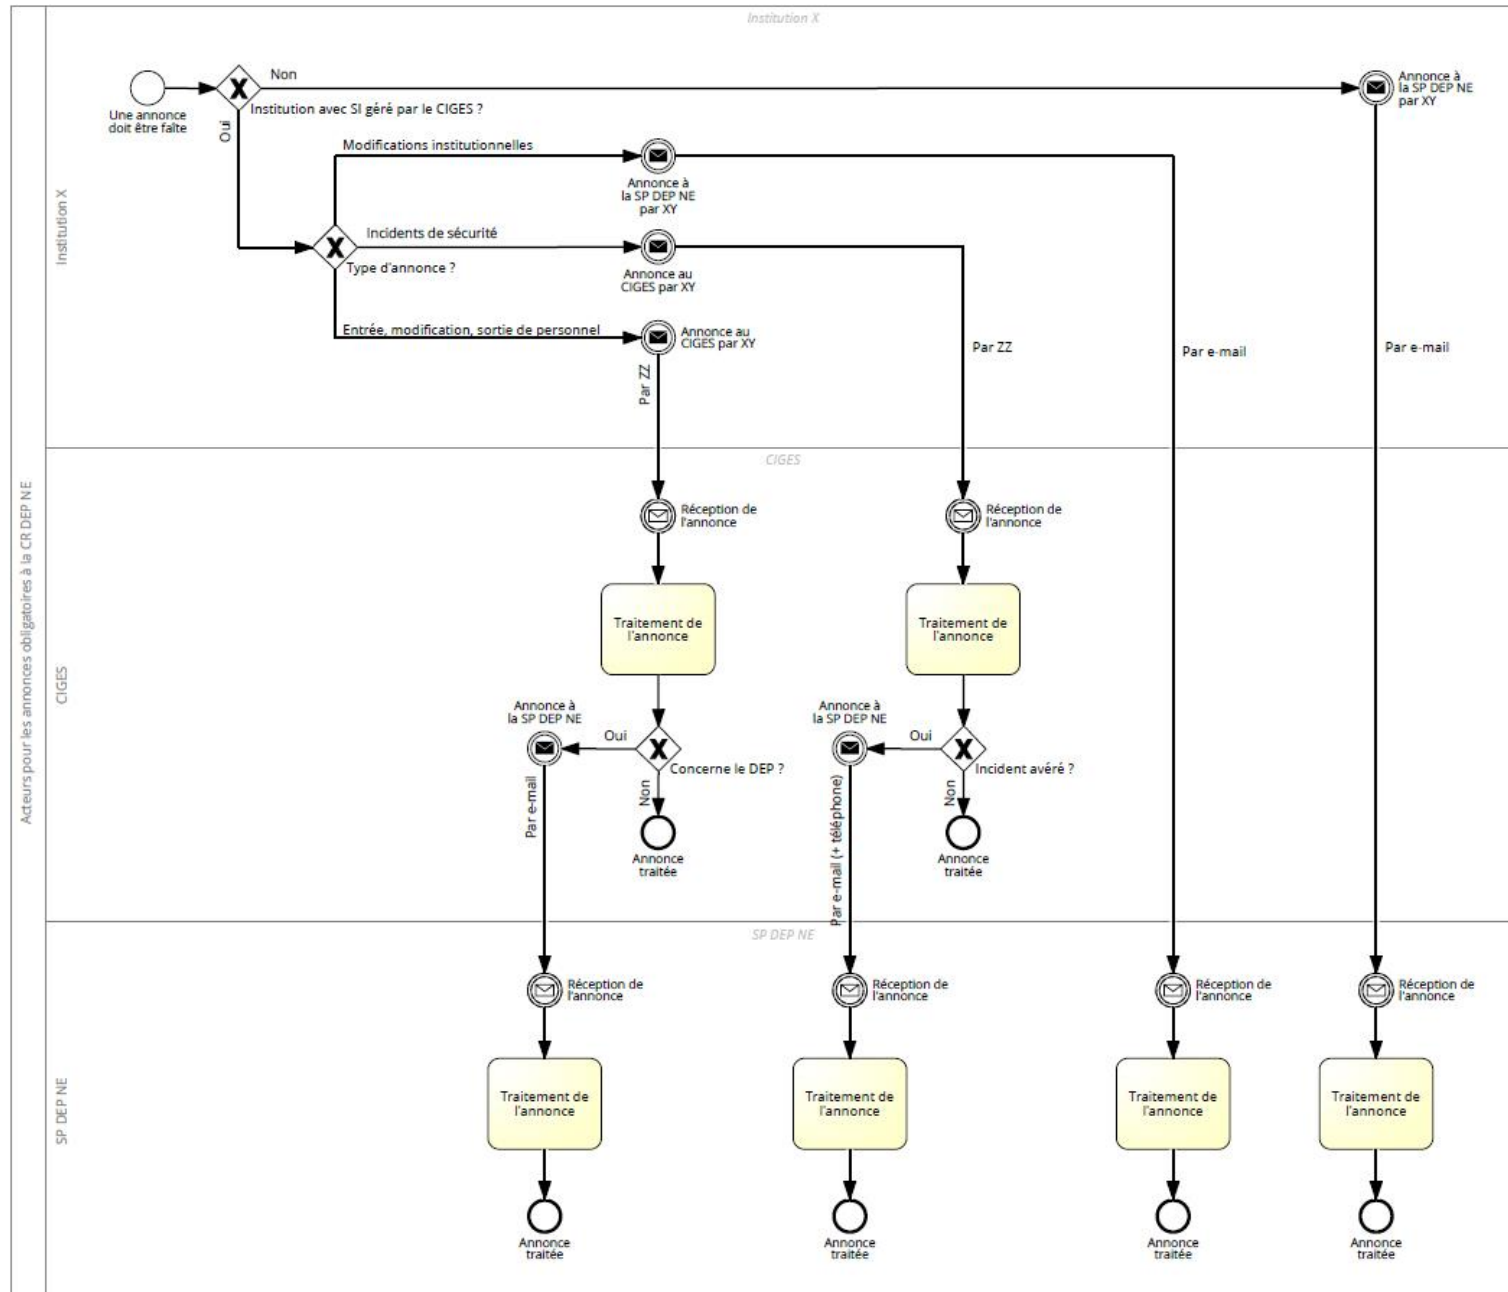 Institution X
Non
Institution avec SI géré par le CIGES ?
Une annonce
doit être faîte
Oui
Annonce à
la SP DEP NE
par XY
Modifications institutionnelles
Annonce à
la SP DEP NE
par XY
Institution X
Incidents de sécurité
Type d'annonce ?
Annonce au
CIGES par XY
Entrée, modification, sortie de personnel
Annonce au
CIGES par XY
Par ZZ
Par ZZ
Par e-mail
Par e-mail
Acteurs pour les annonces obligatoires à la CR DEP NE
CIGES
Réception de
l'annonce
Réception de
l'annonce
Traitement de
l'annonce
Traitement de
l'annonce
CIGES
Annonce à
la SP DEP NE
Oui
Concerne le DEP ?
Non
Annonce
traitée
Par e-mail
Annonce à
la SP DEP NE
Oui
Incident avéré ?
Non
Annonce
traitée
Par e-mail (+ téléphone)
SP DEP NE
Réception de
l'annonce
Réception de
l'annonce
Réception de
l'annonce
Réception de
l'annonce
SP DEP NE
Traitement de
l'annonce
Traitement de
l'annonce
Traitement de
l'annonce
Traitement de
l'annonce
Annonce
traitée
Annonce
traitée
Annonce
traitée
Annonce
traitée